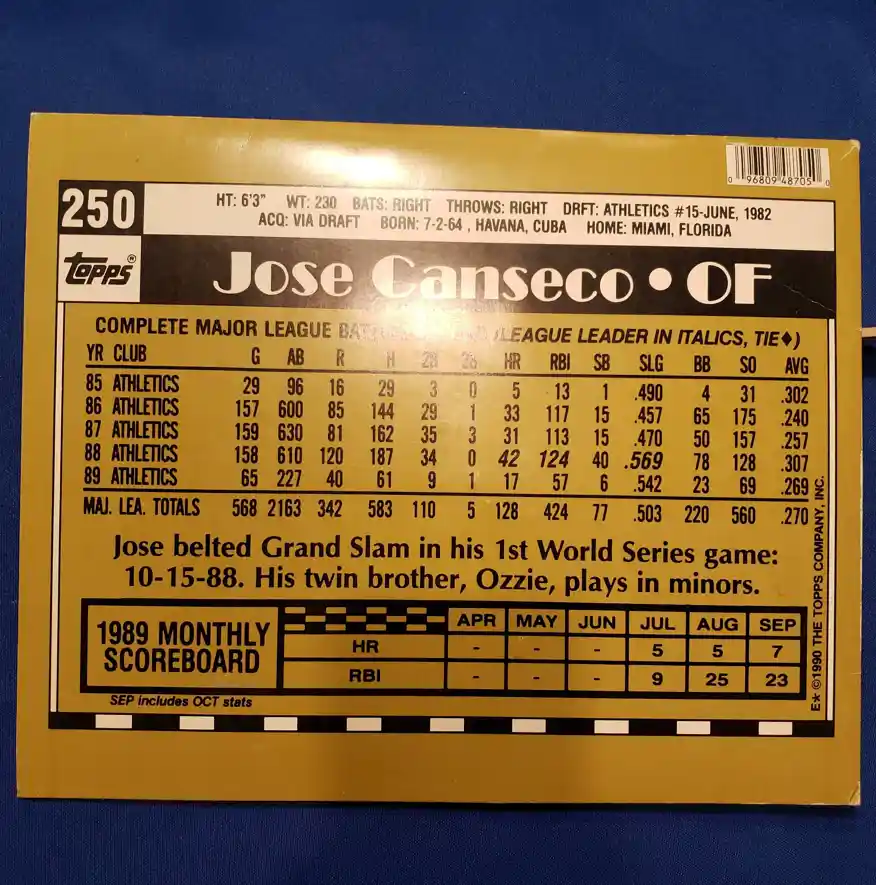 0 96809 48705 0
250
HT: 6'3" WT: 230 BATS: RIGHT THROWS: RIGHT DRFT: ATHLETICS #15-JUNE, 1982
ACQ: VIA DRAFT BORN: 7-2-64 , HAVANA, CUBA HOME: MIAMI, FLORIDA
TOPPS®
JOSE CANSECO • OF
COMPLETE MAJOR LEAGUE (LEAGUE LEADER IN ITALICS, TIE♦)
YR CLUB G AB R H 2B 3B HR RBI SB SLG BB SO AVG
85 ATHLETICS 29 96 16 29 3 0 5 13 1 .490 4 31 .302
86 ATHLETICS 157 600 85 144 29 1 33 117 15 .457 65 175 .240
87 ATHLETICS 159 630 81 162 35 3 31 113 15 .470 50 157 .257
88 ATHLETICS 158 610 120 187 34 0 42 124 40 .569 78 128 .307
89 ATHLETICS 65 227 40 61 9 1 17 57 6 .542 23 69 .269
MAJ. LEA. TOTALS 568 2163 342 583 110 5 128 424 77 .503 220 560 .270
Jose belted Grand Slam in his 1st World Series game:
10-15-88. His twin brother, Ozzie, plays in minors.
1989 MONTHLY
SCOREBOARD
APR MAY JUN JUL AUG SEP
HR - - - 5 5 7
RBI - - - 9 25 23
SEP includes OCT stats
E* ©1990 THE TOPPS COMPANY, INC.